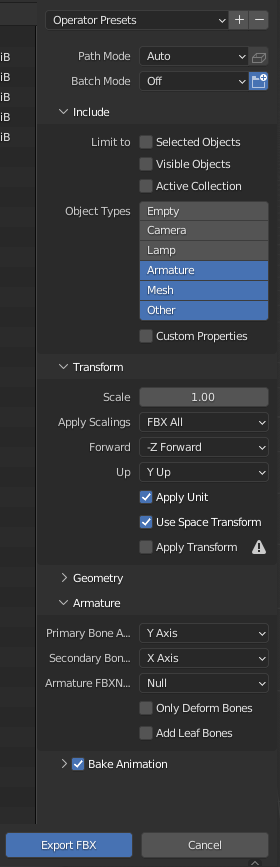 Operator Presets
iB
Path Mode Auto
iB
Batch Mode Off
iB
Include
iB
iB
Limit to Selected Objects
Visible Objects
Active Collection
Object Types Empty
Camera
Lamp
Armature
Mesh
Other
Custom Properties
Transform
Scale 1.00
Apply Scalings FBX All
Forward -Z Forward
Up Y Up
Apply Unit
Use Space Transform
Apply Transform
Geometry
Armature
Primary Bone A... Y Axis
Secondary Bon... X Axis
Armature FBXN... Null
Only Deform Bones
Add Leaf Bones
Bake Animation
Export FBX Cancel